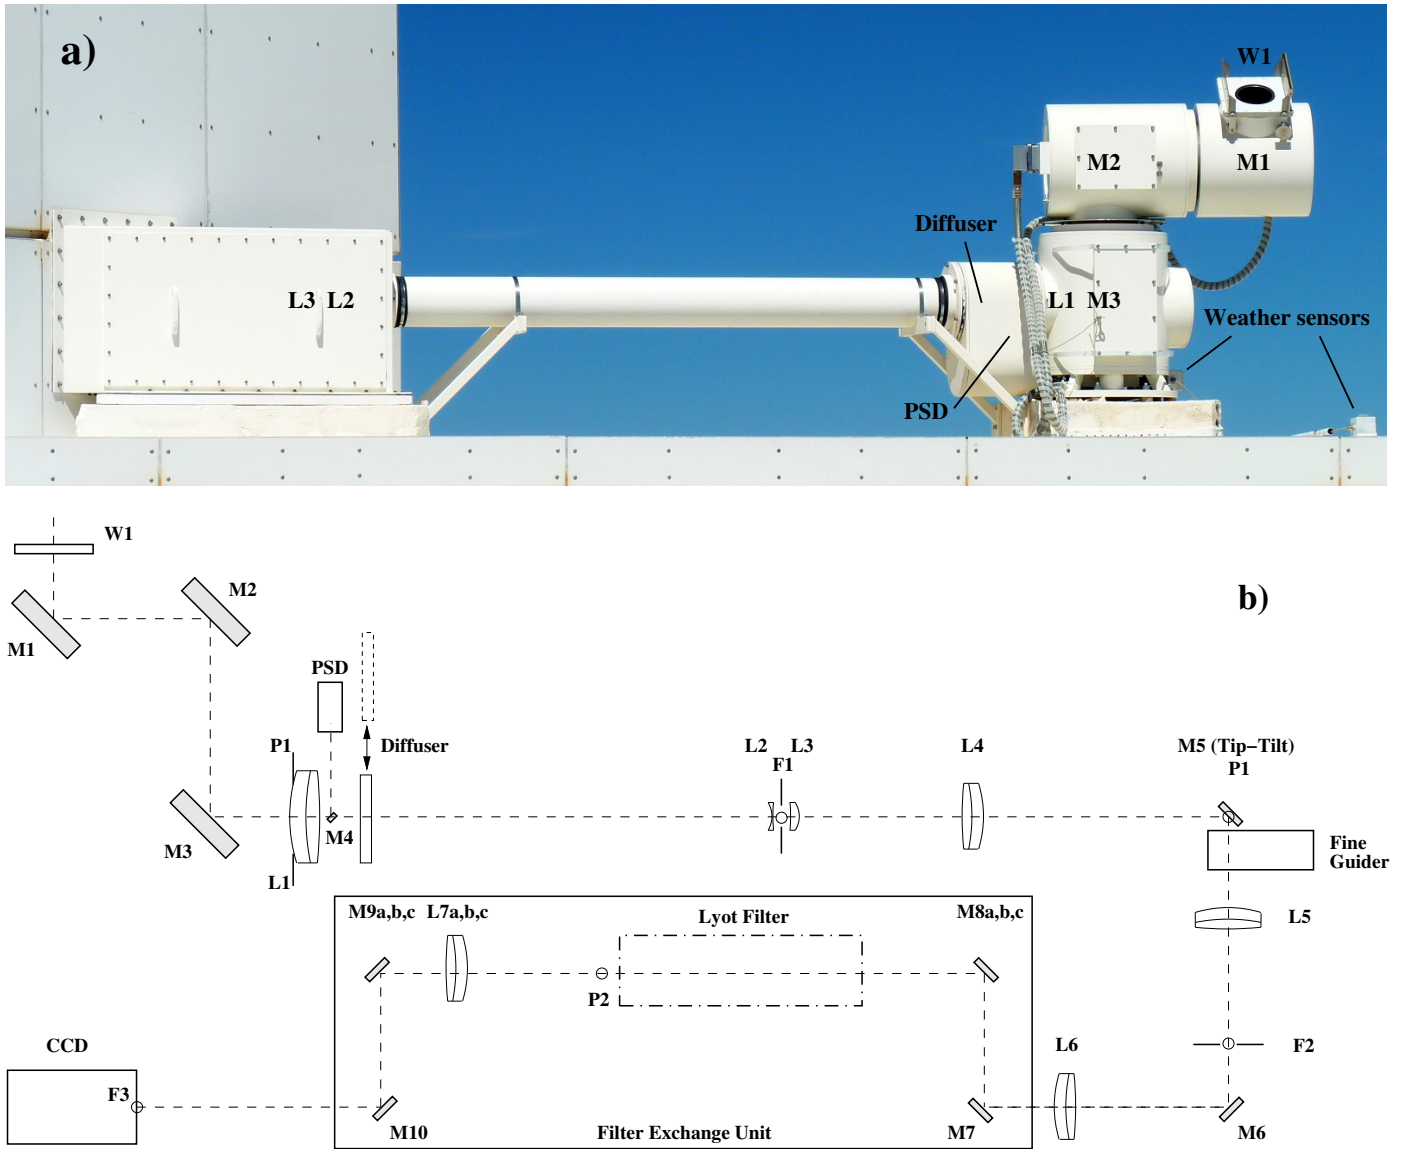 a)
W1
M2
M1
Diffuser
L3 L2
L1 M3
Weather sensors
PSD
W1
b)
M2
M1
PSD
P1
Diffuser
L2 L3
F1
L4
M5 (Tip-Tilt)
P1
M4
M3
L1
Fine
Guider
M9a,b,c L7a,b,c
Lyot Filter
M8a,b,c
L5
P2
CCD
L6
F2
F3
M10
Filter Exchange Unit
M7
M6